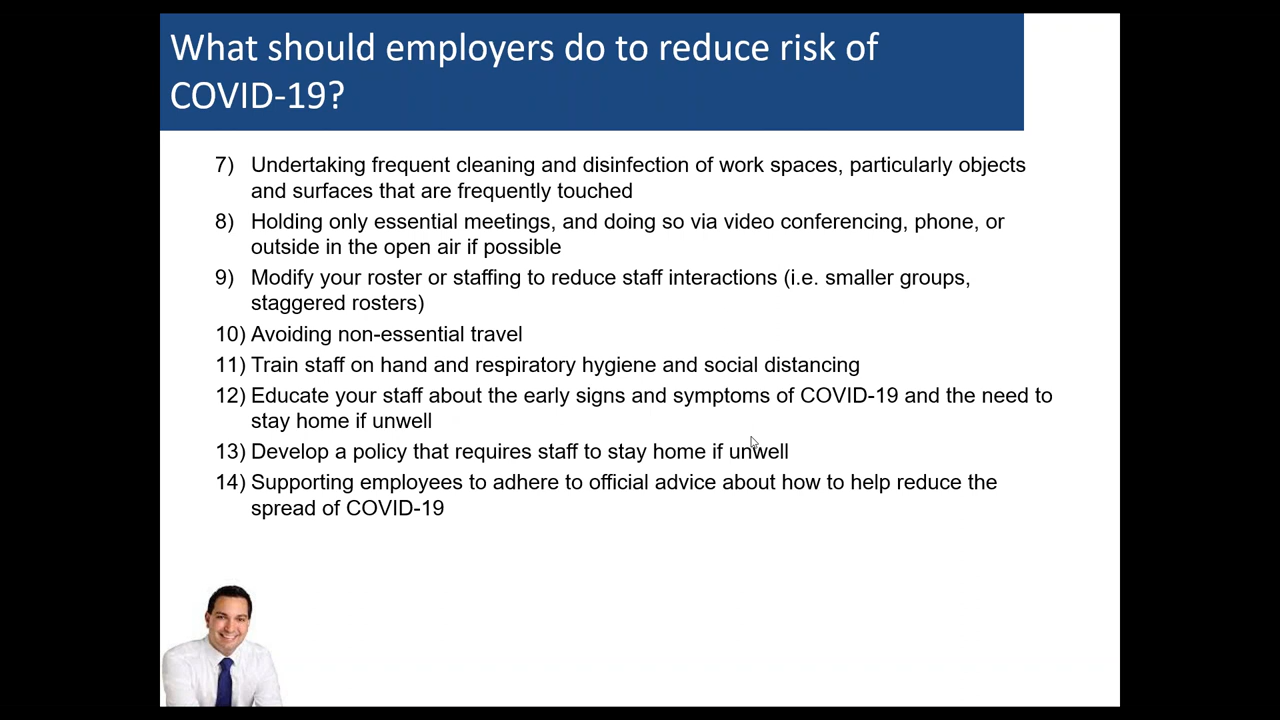 What should employers do to reduce risk of
COVID-19?
7) Undertaking frequent cleaning and disinfection of work spaces, particularly objects
and surfaces that are frequently touched
8) Holding only essential meetings, and doing so via video conferencing, phone, or
outside in the open air if possible
9) Modify your roster or staffing to reduce staff interactions (i.e. smaller groups,
staggered rosters)
10) Avoiding non-essential travel
11) Train staff on hand and respiratory hygiene and social distancing
12) Educate your staff about the early signs and symptoms of COVID-19 and the need to
stay home if unwell
13) Develop a policy that requires staff to stay home if unwell
14) Supporting employees to adhere to official advice about how to help reduce the
spread of COVID-19